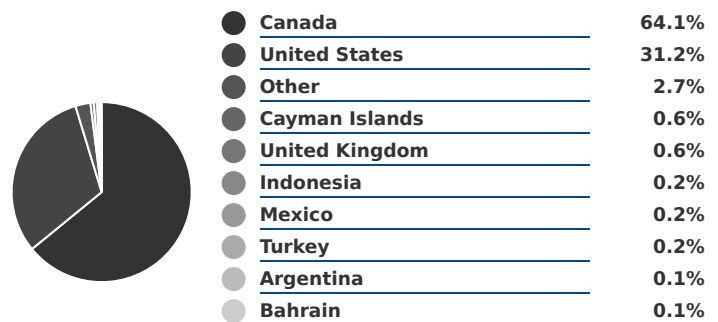 Canada 64.1%
United States 31.2%
Other 2.7%
Cayman Islands 0.6%
United Kingdom 0.6%
Indonesia 0.2%
Mexico 0.2%
Turkey 0.2%
Argentina 0.1%
Bahrain 0.1%